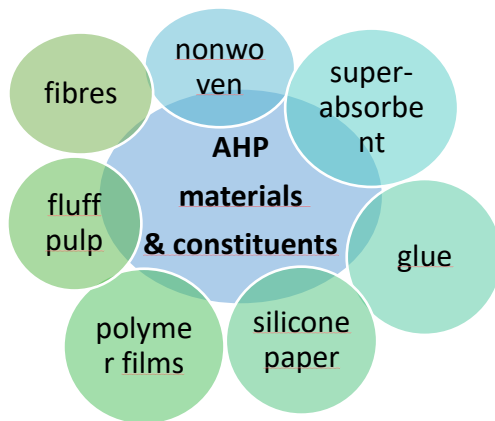 nonwo
ven
super-
absorbe
nt
glue
silicone
paper
polyme
r films
fluff
pulp
fibres
AHP
materials
& constituents